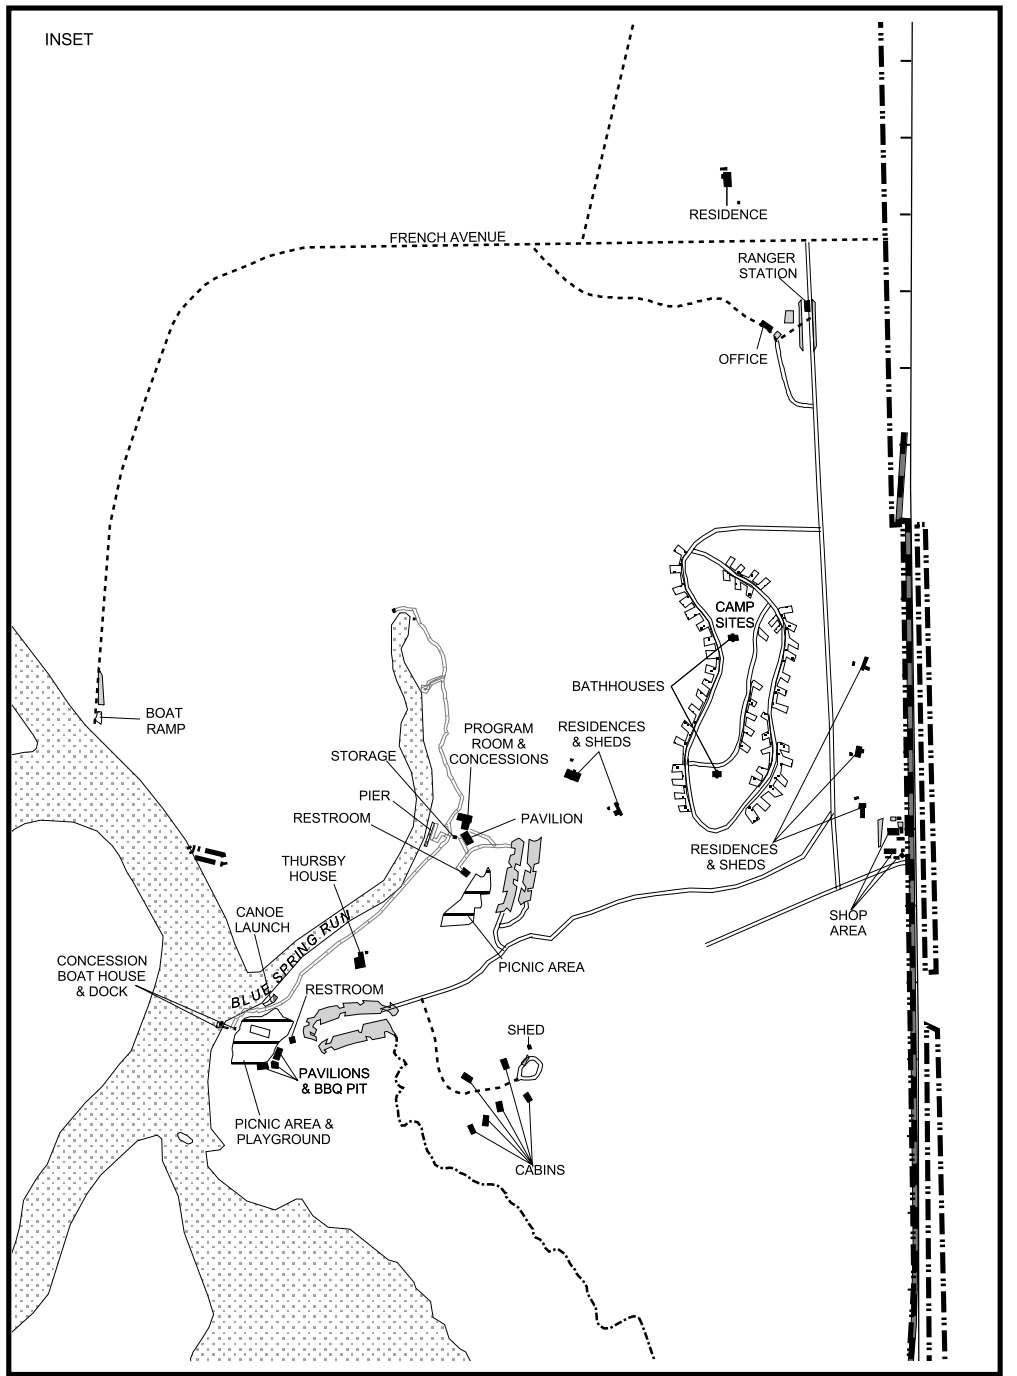 INSET
RESIDENCE
FRENCH AVENUE
RANGER
STATION
OFFICE
CAMP
SITES
BATHHOUSES
BOAT
RAMP
RESIDENCES
& SHEDS
PROGRAM
ROOM &
CONCESSIONS
STORAGE
PIER
RESTROOM
PAVILION
RESIDENCES
& SHEDS
THURSBY
HOUSE
SHOP
AREA
CANOE
LAUNCH
BLUE SPRING RUN
PICNIC AREA
CONCESSION
BOAT HOUSE
& DOCK
RESTROOM
SHED
PAVILIONS
& BBQ PIT
PICNIC AREA &
PLAYGROUND
CABINS